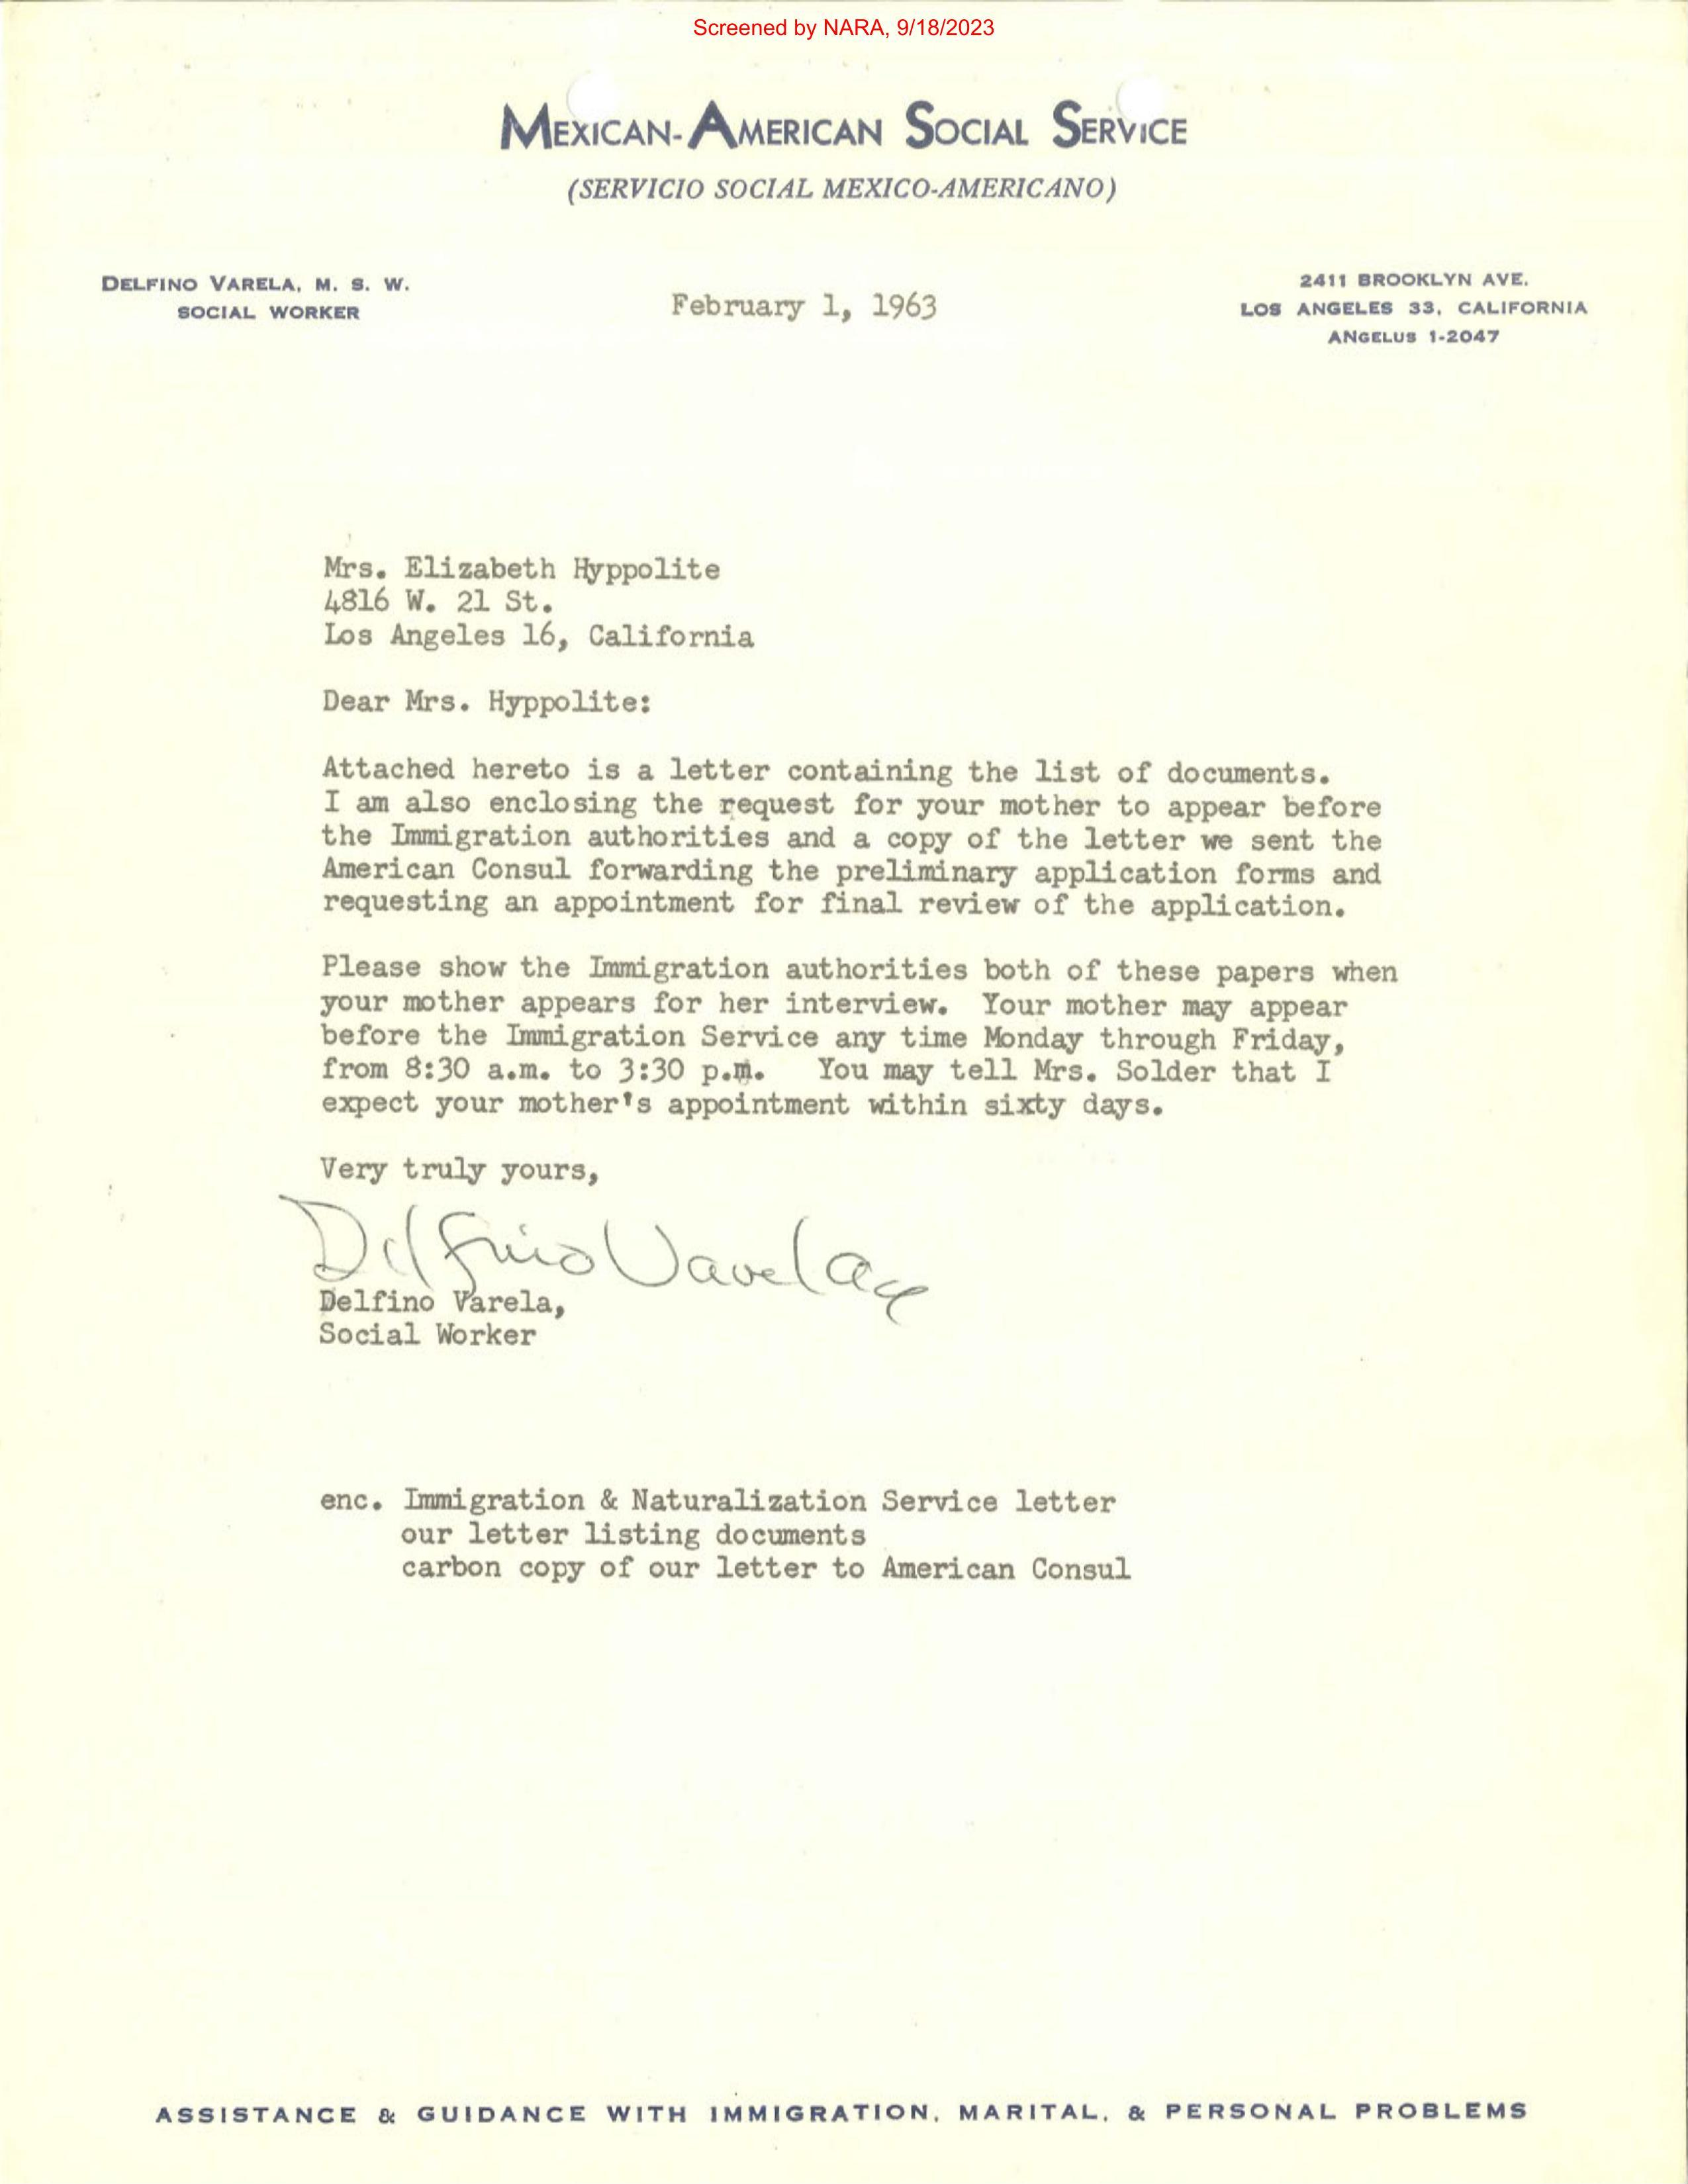 Screened by NARA, 9/18/2023
MEXICAN-AMERICAN SOCIAL SERVICE
(SERVICIO SOCIAL MEXICO-AMERICANO)
DELFINO VARELA, M. S. W.
SOCIAL WORKER
February 1, 1963
2411 BROOKLYN AVE.
LOS ANGELES 33, CALIFORNIA
ANGELUS 1-2047
Mrs. Elizabeth Hyppolite
4816 W. 21 St.
Los Angeles 16, California
Dear Mrs. Hyppolite:
Attached hereto is a letter containing the list of documents.
I am also enclosing the request for your mother to appear before
the Immigration authorities and a copy of the letter we sent the
American Consul forwarding the preliminary application forms and
requesting an appointment for final review of the application.
Please show the Immigration authorities both of these papers when
your mother appears for her interview. Your mother may appear
before the Immigration Service any time Monday through Friday,
from 8:30 a.m. to 3:30 p.m. You may tell Mrs. Solder that I
expect your mother's appointment within sixty days.
Very truly yours,
Delfino Varela
Delfino Varela,
Social Worker
enc. Immigration & Naturalization Service letter
our letter listing documents
carbon copy of our letter to American Consul
ASSISTANCE & GUIDANCE WITH IMMIGRATION, MARITAL, & PERSONAL PROBLEMS